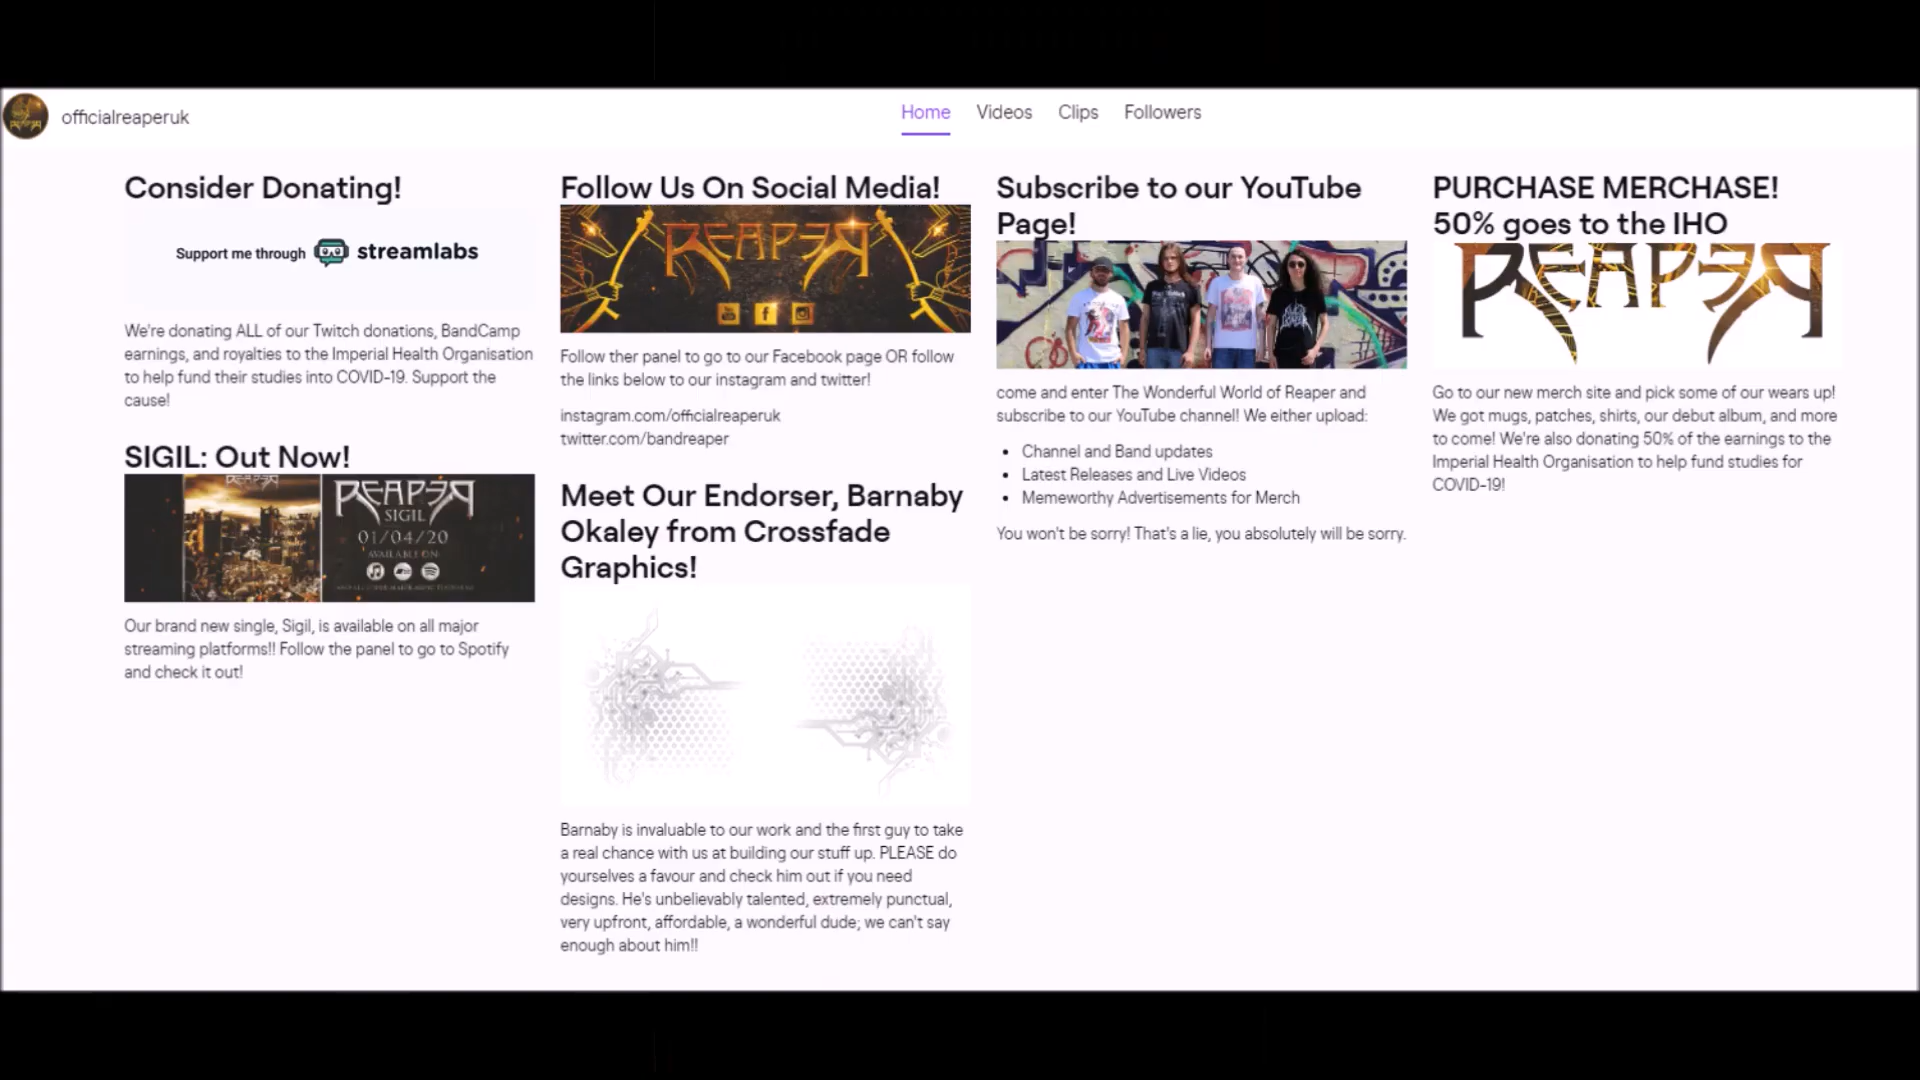 officialreaperuk
Home Videos Clips Followers
Consider Donating!
Support me through streamlabs
We're donating ALL of our Twitch donations, BandCamp
earnings, and royalties to the Imperial Health Organisation
to help fund their studies into COVID-19. Support the
cause!
SIGIL: Out Now!
REAPER
REAPER
SIGIL
01/04/20
AVAILABLE ON
Our brand new single, Sigil, is available on all major
streaming platforms!! Follow the panel to go to Spotify
and check it out!
Follow Us On Social Media!
REAPER
Follow ther panel to go to our Facebook page OR follow
the links below to our instagram and twitter!
instagram.com/officialreaperuk
twitter.com/bandreaper
Meet Our Endorser, Barnaby
Okaley from Crossfade
Graphics!
Barnaby is invaluable to our work and the first guy to take
a real chance with us at building our stuff up. PLEASE do
yourselves a favour and check him out if you need
designs. He's unbelievably talented, extremely punctual,
very upfront, affordable, a wonderful dude; we can't say
enough about him!!
Subscribe to our YouTube
Page!
come and enter The Wonderful World of Reaper and
subscribe to our YouTube channel! We either upload:
• Channel and Band updates
• Latest Releases and Live Videos
• Memeworthy Advertisements for Merch
You won't be sorry! That's a lie, you absolutely will be sorry.
PURCHASE MERCHASE!
50% goes to the IHO
REAPER
Go to our new merch site and pick some of our wears up!
We got mugs, patches, shirts, our debut album, and more
to come! We're also donating 50% of the earnings to the
Imperial Health Organisation to help fund studies for
COVID-19!